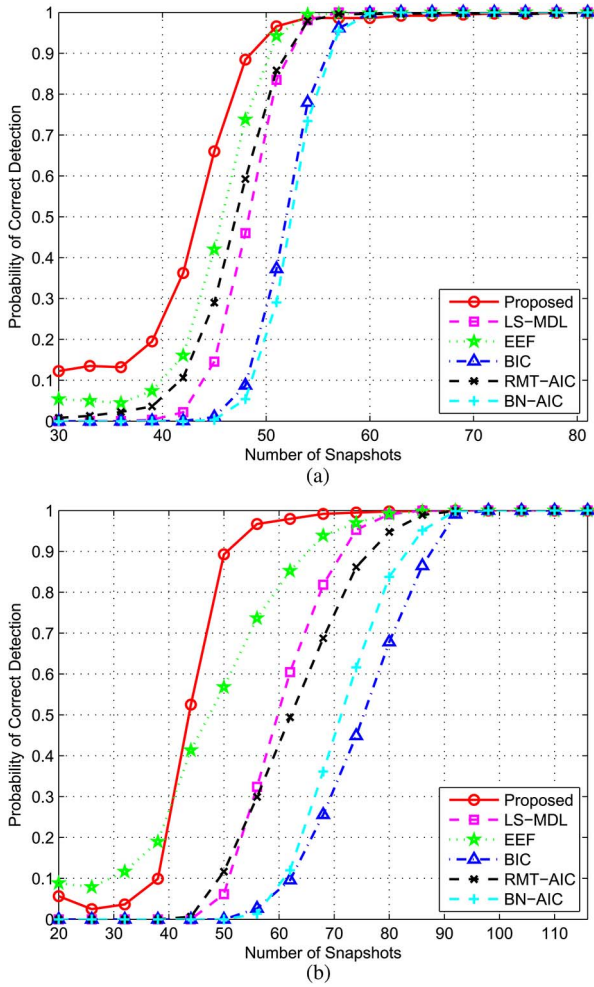 1
0.9
0.8
0.7
0.6
0.5
0.4
0.3
0.2
0.1
0
Probability of Correct Detection
Proposed
LS-MDL
EEF
BIC
RMT-AIC
BN-AIC
30 40 50 60 70 80
Number of Snapshots
(a)
1
0.9
0.8
0.7
0.6
0.5
0.4
0.3
0.2
0.1
0
Probability of Correct Detection
Proposed
LS-MDL
EEF
BIC
RMT-AIC
BN-AIC
20 30 40 50 60 70 80 90 100 110
Number of Snapshots
(b)